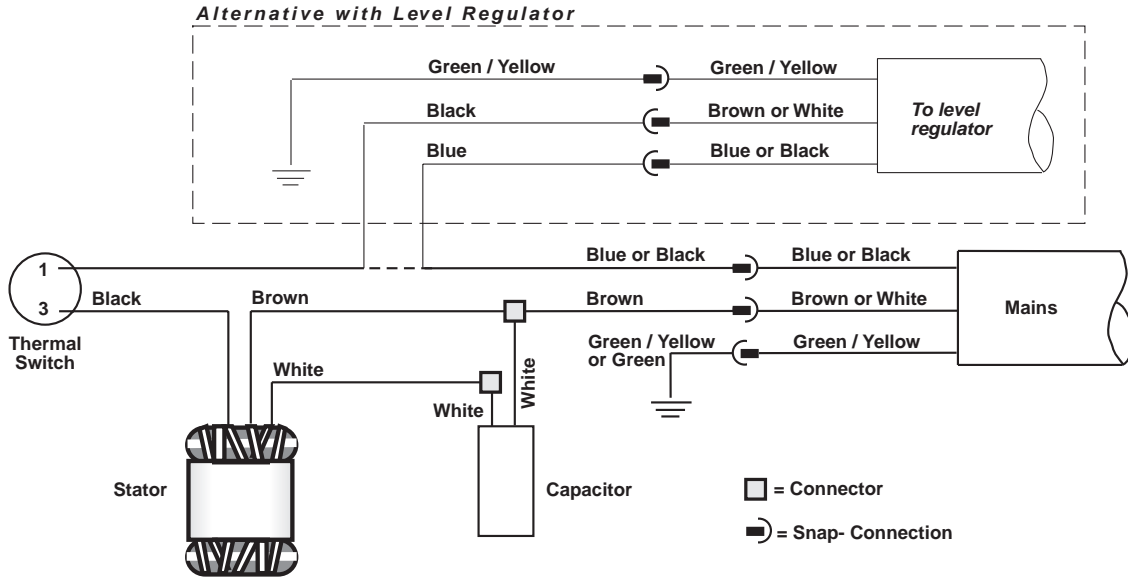 Alternative with Level Regulator
Green / Yellow
Green / Yellow
Black
Brown or White
To level
regulator
Blue
Blue or Black
1
Blue or Black
Blue or Black
3
Black
Brown
Brown
Brown or White
Mains
Thermal
Switch
Green / Yellow
or Green
Green / Yellow
White
White
White
Stator
Capacitor
= Connector
= Snap- Connection